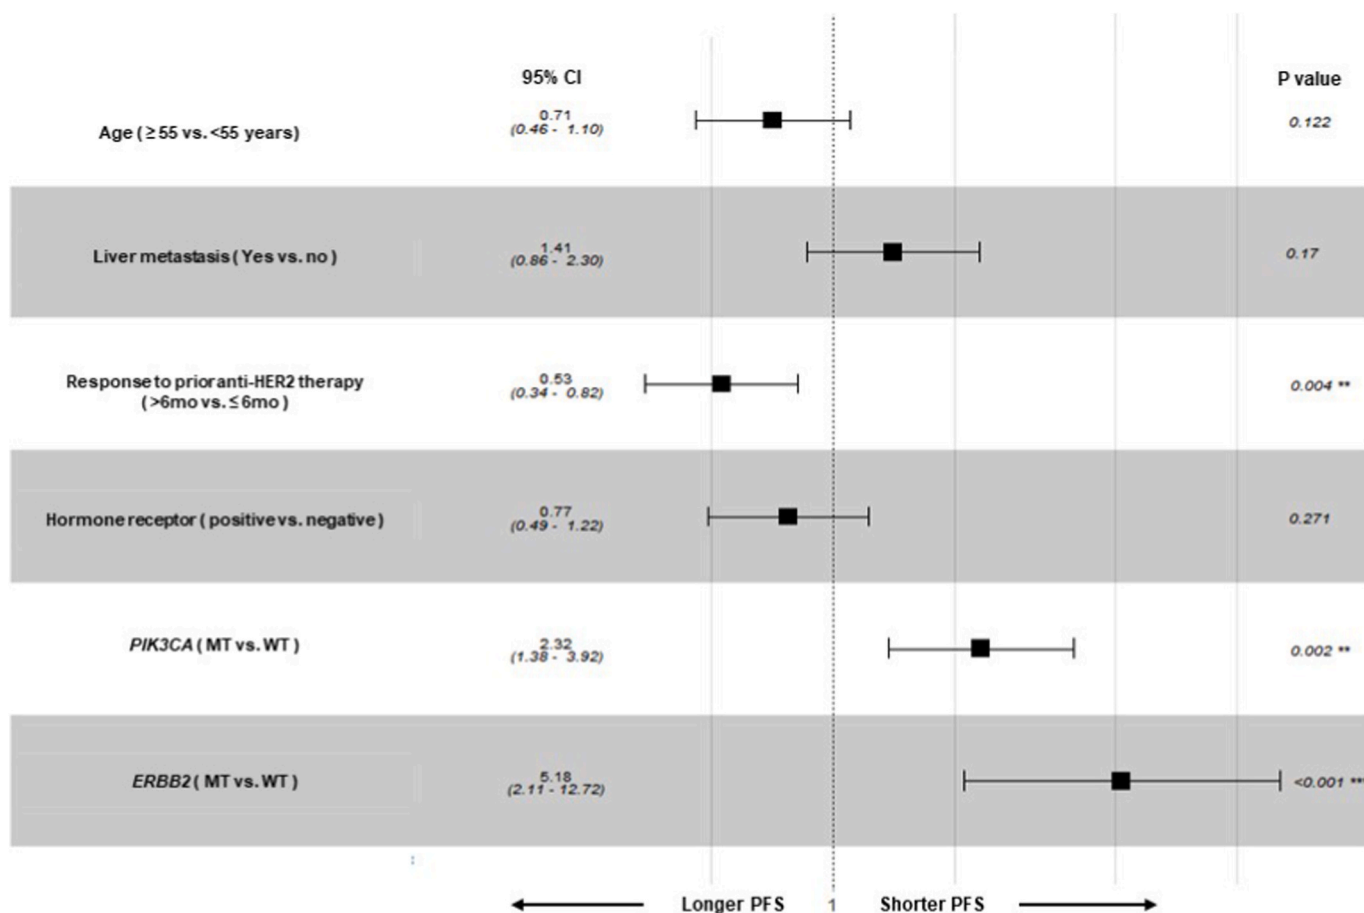 95% CI P value
Age ( ≥ 55 vs. <55 years) 0.71 0.122
(0.46 - 1.10)
Liver metastasis ( Yes vs. no ) 1.41 0.17
(0.86 - 2.30)
Response to prior anti-HER2 therapy 0.53 0.004 **
( >6mo vs. ≤ 6mo ) (0.34 - 0.82)
Hormone receptor ( positive vs. negative ) 0.77 0.271
(0.49 - 1.22)
PIK3CA ( MT vs. WT ) 2.32 0.002 **
(1.38 - 3.92)
ERBB2 ( MT vs. WT ) 5.18 <0.001 ***
(2.11 - 12.72)
Longer PFS 1 Shorter PFS